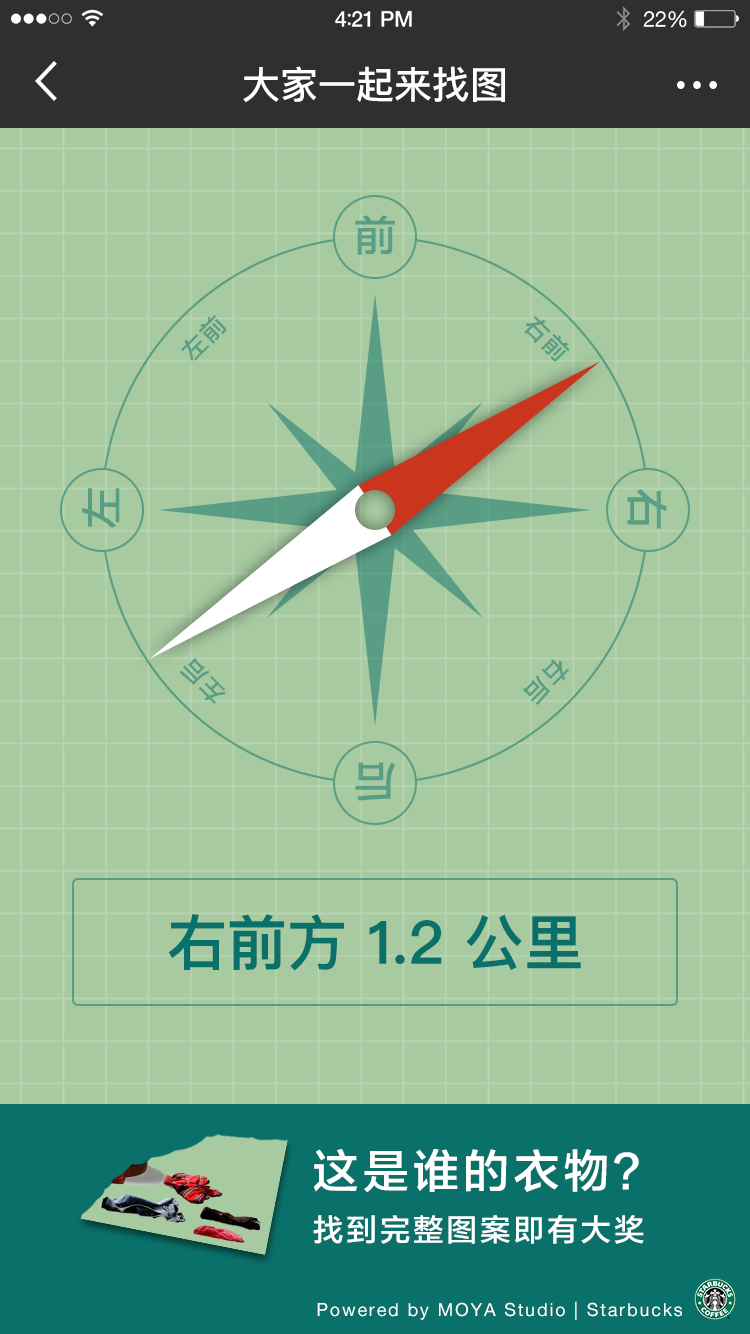 4:21 PM
22%
大家一起来找图
前
左前
右前
左
右
左后
右后
后
右前方 1.2 公里
这是谁的衣物？
找到完整图案即有大奖
Powered by MOYA Studio | Starbucks
STARBUCKS
COFFEE